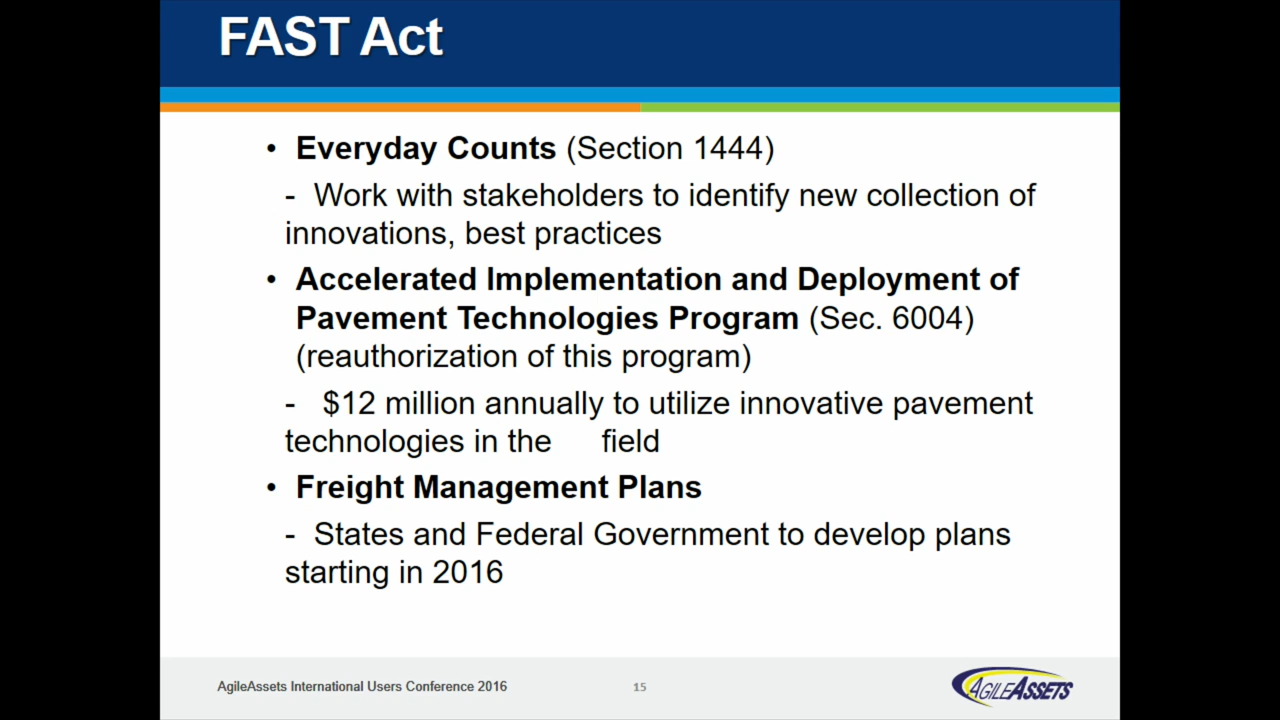 FAST Act
• Everyday Counts (Section 1444)
- Work with stakeholders to identify new collection of
innovations, best practices
• Accelerated Implementation and Deployment of
Pavement Technologies Program (Sec. 6004)
(reauthorization of this program)
- $12 million annually to utilize innovative pavement
technologies in the field
• Freight Management Plans
- States and Federal Government to develop plans
starting in 2016
AgileAssets International Users Conference 2016
15
AGILEASSETS